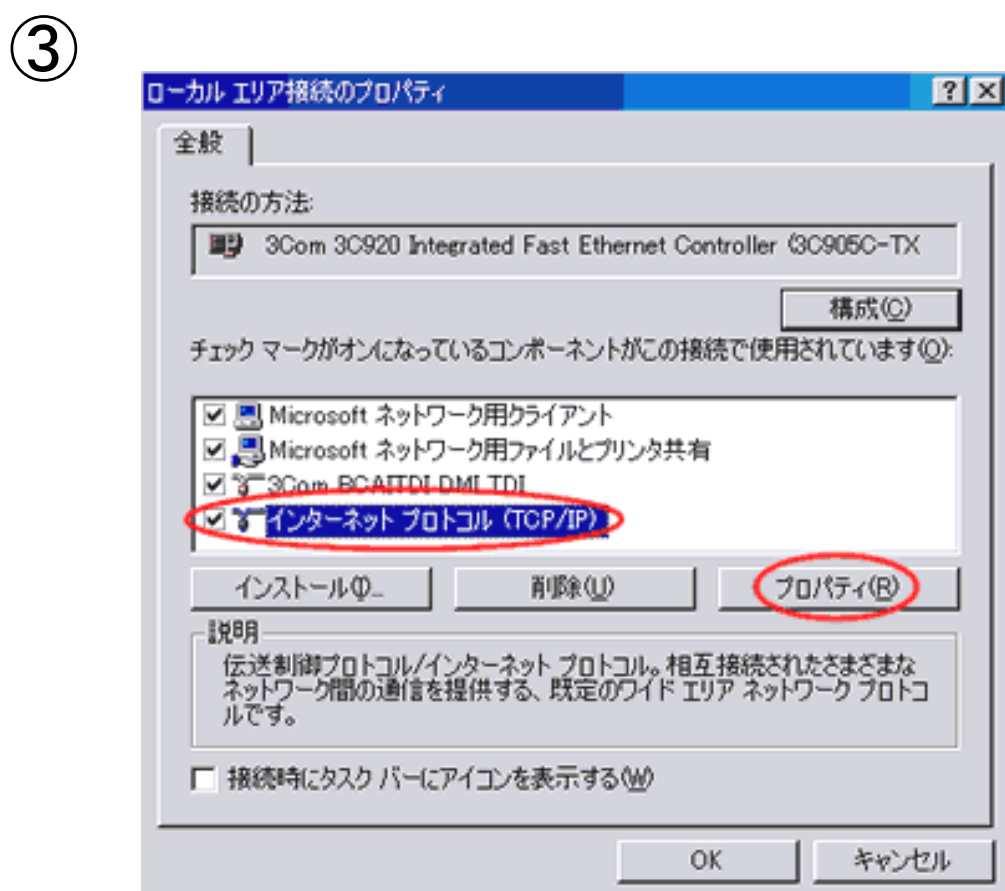 ③
ローカル エリア接続のプロパティ
全般
接続の方法:
3Com 3C920 Integrated Fast Ethernet Controller (3C905C-TX
構成(C)
チェック マークがオンになっているコンポーネントがこの接続で使用されています(O):
Microsoft ネットワーク用クライアント
Microsoft ネットワーク用ファイルとプリンタ共有
3Com BCAITDI DMI TDI
インターネット プロトコル (TCP/IP)
インストール(I)... 削除(U) プロパティ(R)
説明
伝送制御プロトコル/インターネット プロトコル。相互接続されたさまざまな
ネットワーク間の通信を提供する、既定のワイド エリア ネットワーク プロトコ
ルです。
接続時にタスク バーにアイコンを表示する(W)
OK キャンセル